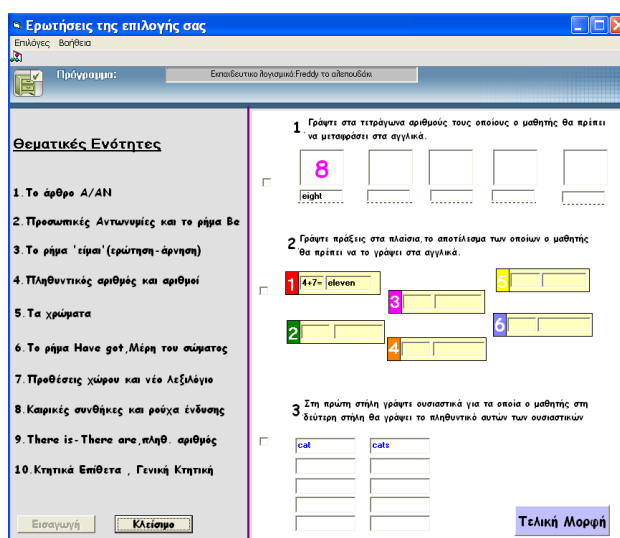 Ερωτήσεις της επιλογής σας
Επιλόγες Βοήθεια
Πρόγραμμα: Εκπαιδευτικο λογισμικό:Freddy το αλεπουδάκι
Θεματικές Ενότητες
1.Το άρθρο A/AN
2.Προσωπικές Αντωνυμίες και το ρήμα Be
3.Το ρήμα 'είμαι'(ερώτηση-άρνηση)
4.Πληθυντικός αριθμός και αριθμοί
5.Τα χρώματα
6.Το ρήμα Have got,Μέρη του σώματος
7.Προθέσεις χώρου και νέο λεξιλόγιο
8.Καιρικές συνθήκες και ρούχα ένδυσης
9.There is-There are,πληθ. αριθμός
10.Κτητικά Επίθετα , Γενική Κτητική
Εισαγωγή Κλείσιμο
1. Γράψτε στα τετράγωνα αριθμούς τους οποίους ο μαθητής θα πρέπει
να μεταφράσει στα αγγλικά.
8
eight
2 Γράψτε πράξεις στα πλαίσια,το αποτέλεσμα των οποίων ο μαθητής
θα πρέπει να το γράψει στα αγγλικά.
1 4+7= eleven
5
3
2
6
4
3 Στη πρώτη στήλη γράψτε ουσιαστικά για τα οποία ο μαθητής στη
δεύτερη στήλη θα γράψει το πληθυντικό αυτών των ουσιαστικών
cat cats
Τελική Μορφή